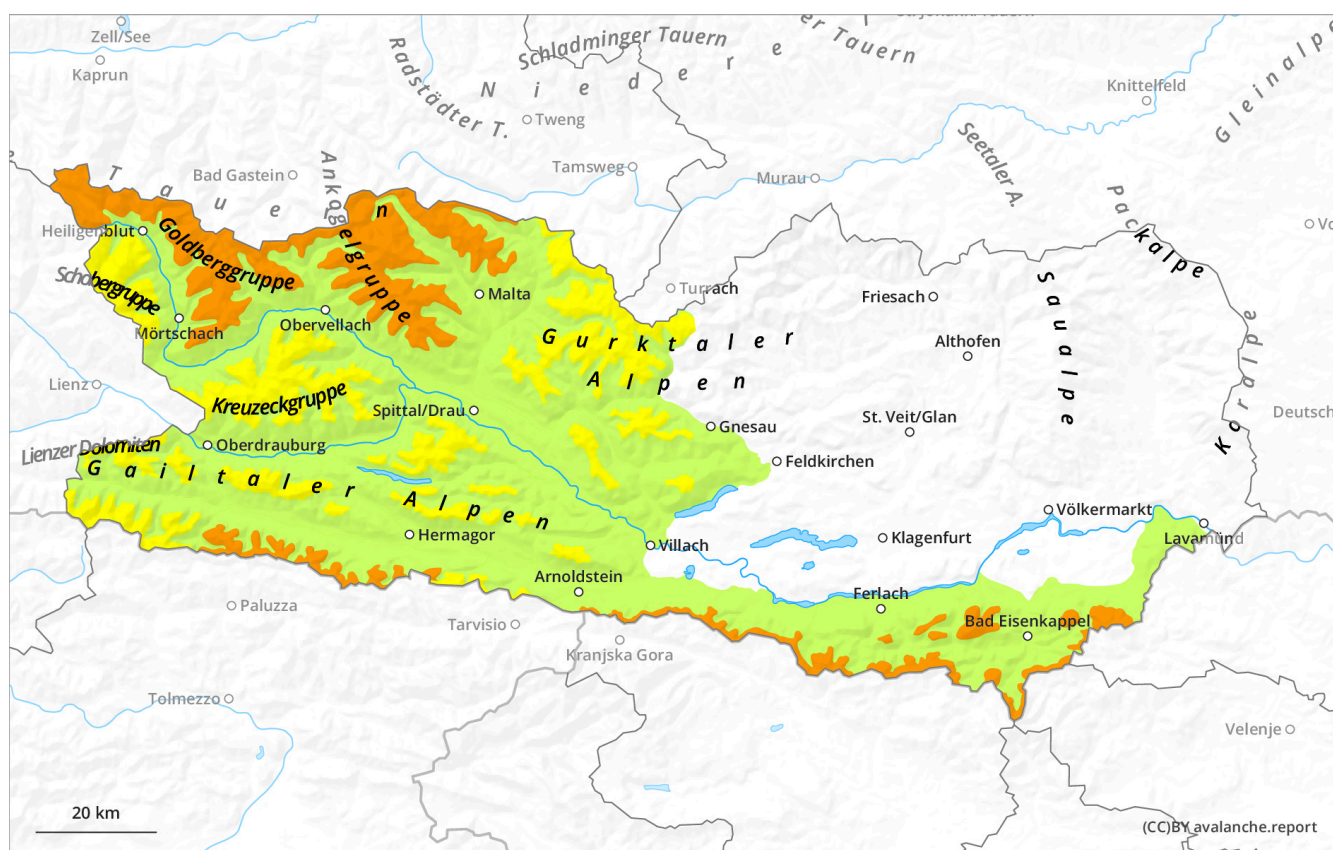 Zell/See
Kaprun
Radstädter T.
Schladminger Tauern
Niedere Tauern
Tweng
Knittelfeld
Gleinalpe
Tauern
Bad Gastein
Ankogelgruppe
Tamsweg
Murau
Seetaler A.
Packalpe
Heiligenblut
Goldberggruppe
Schobergruppe
Malta
Turrach
Friesach
Saualpe
Mörtschach
Obervellach
Gurktaler
Alpen
Althofen
Koralpe
Lienz
Kreuzeckgruppe
Spittal/Drau
St. Veit/Glan
Deutsch
Gnesau
Lienzer Dolomiten
Oberdrauburg
Feldkirchen
Gailtaler Alpen
Völkermarkt
Hermagor
Villach
Klagenfurt
Lavamünd
Arnoldstein
Ferlach
Paluzza
Tarvisio
Bad Eisenkappel
Kranjska Gora
Tolmezzo
Velenje
20 km
(CC)BY avalanche.report